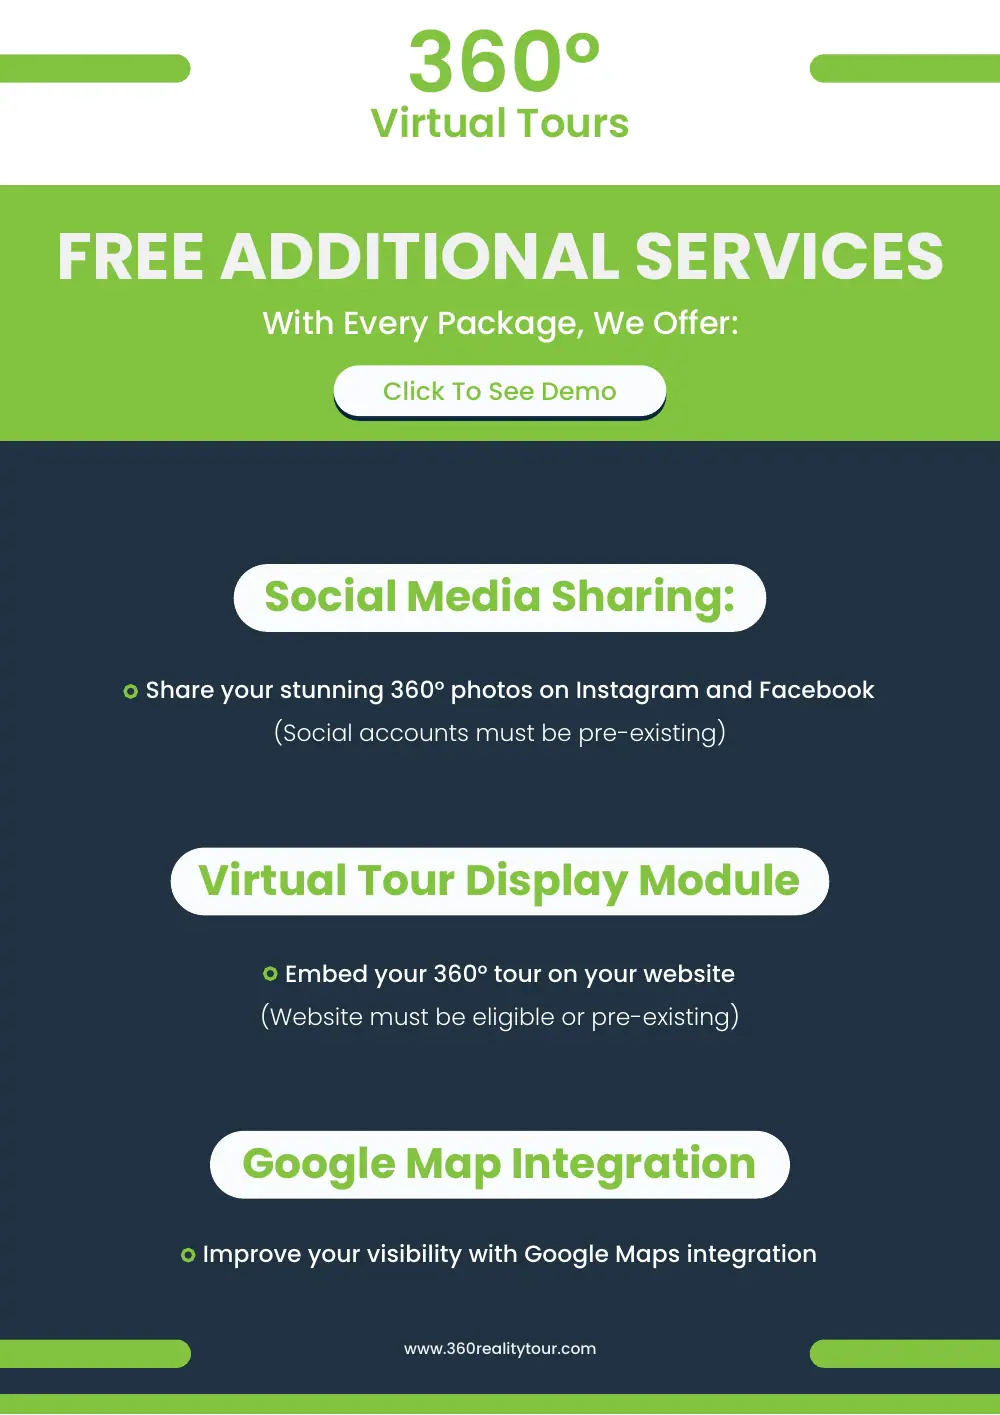 360°
Virtual Tours
FREE ADDITIONAL SERVICES
With Every Package, We Offer:
Click To See Demo
Social Media Sharing:
Share your stunning 360° photos on Instagram and Facebook
(Social accounts must be pre-existing)
Virtual Tour Display Module
Embed your 360° tour on your website
(Website must be eligible or pre-existing)
Google Map Integration
Improve your visibility with Google Maps integration
www.360realitytour.com